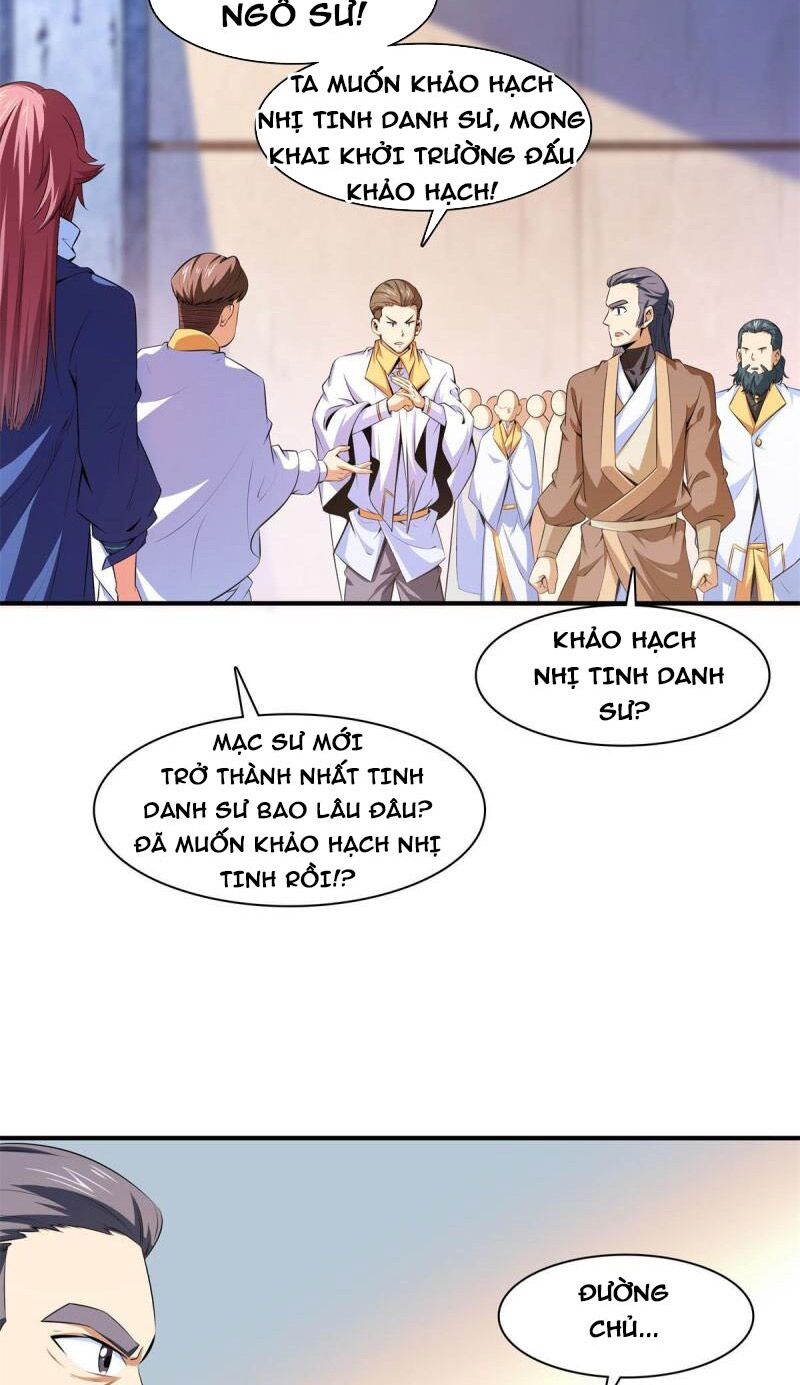 NGÔ SƯ!
TA MUỐN KHẢO HẠCH
NHỊ TINH DANH SƯ, MONG
KHAI KHỞI TRƯỜNG ĐẤU
KHẢO HẠCH!
KHẢO HẠCH
NHỊ TINH DANH
SƯ?
MẠC SƯ MỚI
TRỞ THÀNH NHẤT TINH
DANH SƯ BAO LÂU ĐÂU?
ĐÃ MUỐN KHẢO HẠCH NHỊ
TINH RỒI!?
ĐƯỜNG
CHỦ...